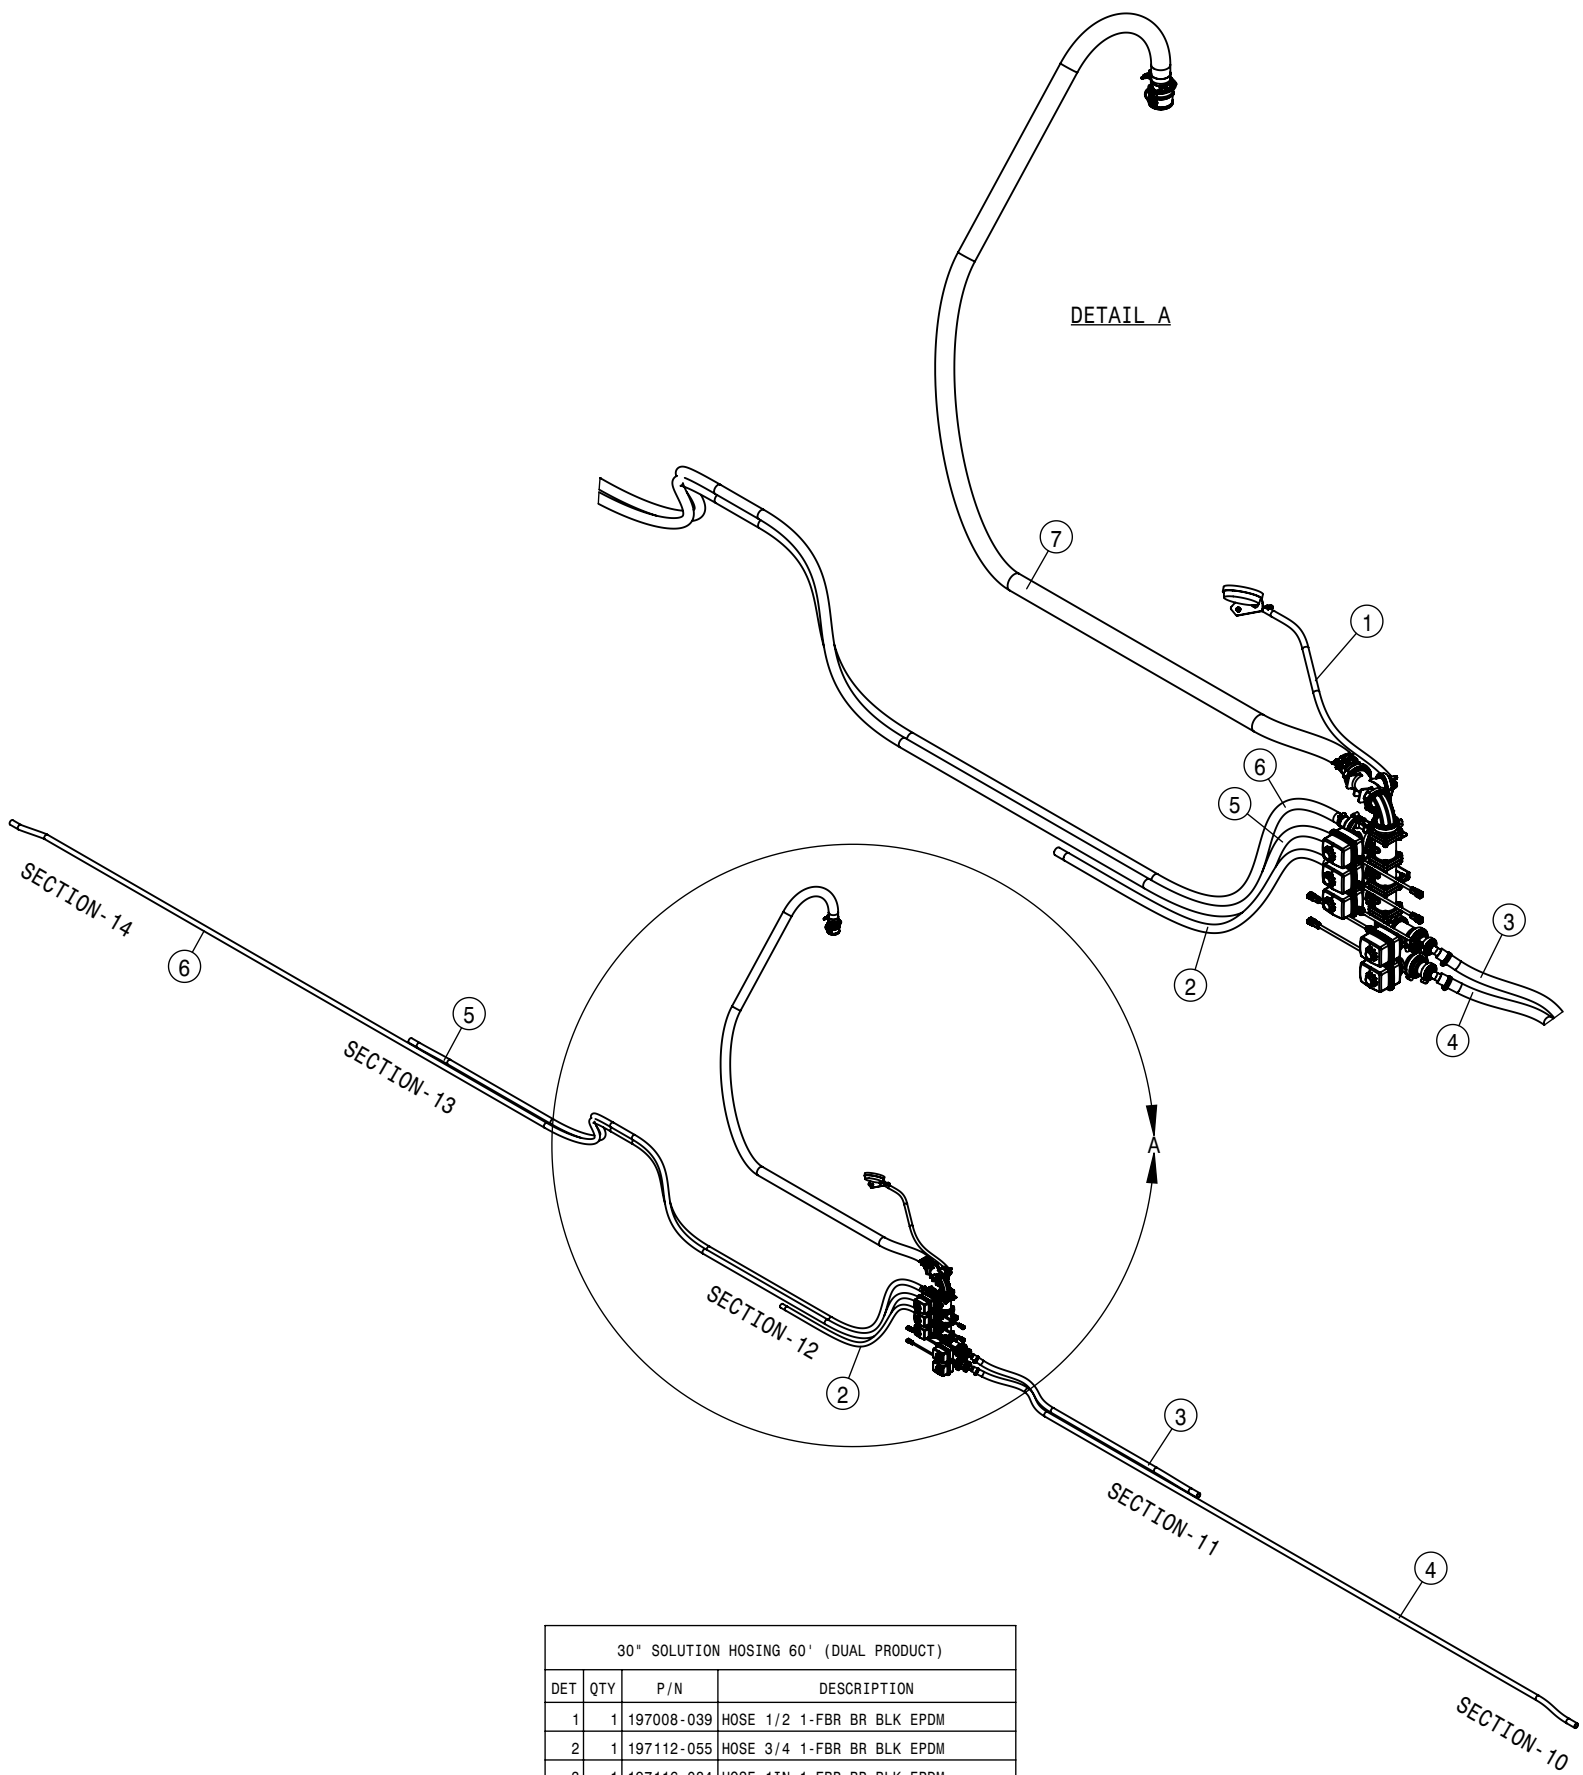 DETAIL A
7
1
6
5
3
2
4
SECTION-14
6
5
SECTION-13
A
SECTION-12
2
3
SECTION-11
4
SECTION-10
30" SOLUTION HOSING 60' (DUAL PRODUCT)
DET QTY P/N DESCRIPTION
1 1 197008-039 HOSE 1/2 1-FBR BR BLK EPDM
2 1 197112-055 HOSE 3/4 1-FBR BR BLK EPDM